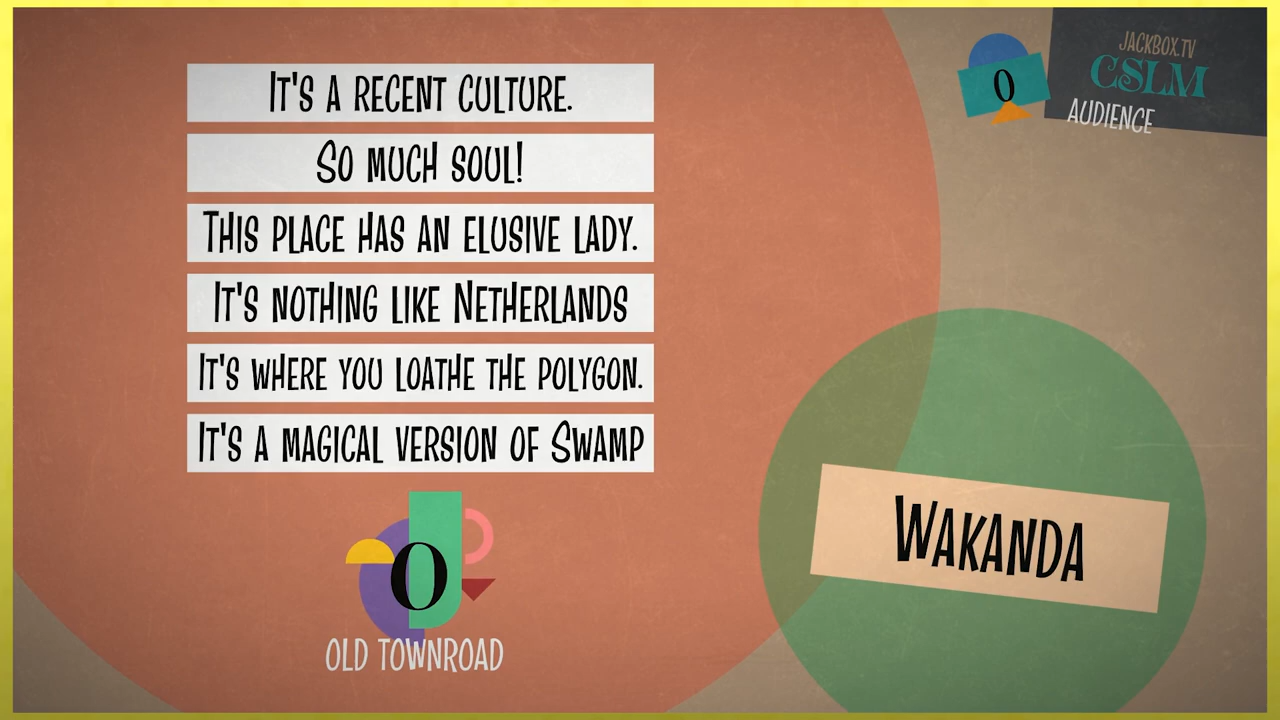 It's a recent culture.
So much soul!
This place has an elusive lady.
It's nothing like Netherlands
It's where you loathe the polygon.
It's a magical version of Swamp
0
OLD TOWNROAD
JACKBOX.TV
CSLM
0
AUDIENCE
Wakanda